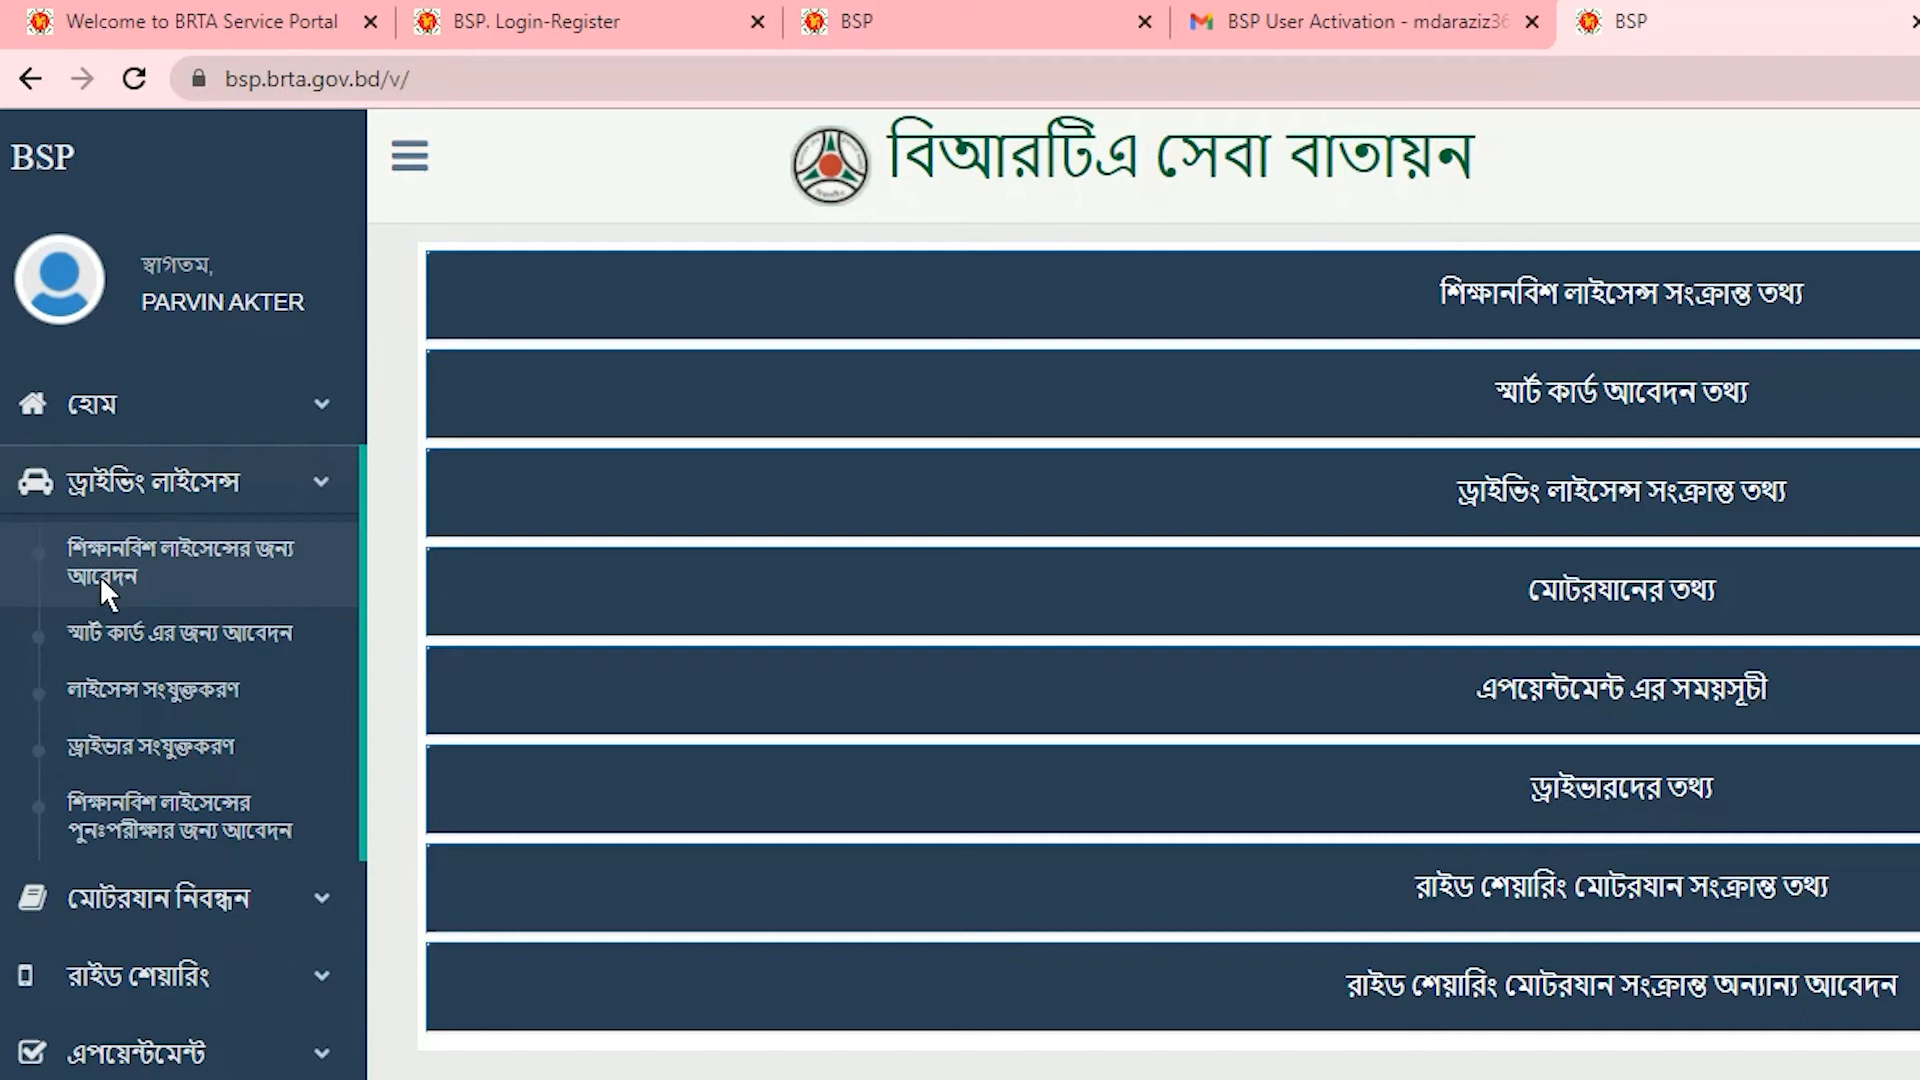 Welcome to BRTA Service Portal
BSP. Login-Register
BSP
BSP User Activation - mdaraziz36
BSP
bsp.brta.gov.bd/v/
BSP
বিআরটিএ সেবা বাতায়ন
স্বাগতম,
PARVIN AKTER
হোম
ড্রাইভিং লাইসেন্স
শিক্ষানবিশ লাইসেন্সের জন্য
আবেদন
স্মার্ট কার্ড এর জন্য আবেদন
লাইসেন্স সংযুক্তকরণ
ড্রাইভার সংযুক্তকরণ
শিক্ষানবিশ লাইসেন্সের
পুনঃপরীক্ষার জন্য আবেদন
মোটরযান নিবন্ধন
রাইড শেয়ারিং
এপয়েন্টমেন্ট
শিক্ষানবিশ লাইসেন্স সংক্রান্ত তথ্য
স্মার্ট কার্ড আবেদন তথ্য
ড্রাইভিং লাইসেন্স সংক্রান্ত তথ্য
মোটরযানের তথ্য
এপয়েন্টমেন্ট এর সময়সূচী
ড্রাইভারদের তথ্য
রাইড শেয়ারিং মোটরযান সংক্রান্ত তথ্য
রাইড শেয়ারিং মোটরযান সংক্রান্ত অন্যান্য আবেদন